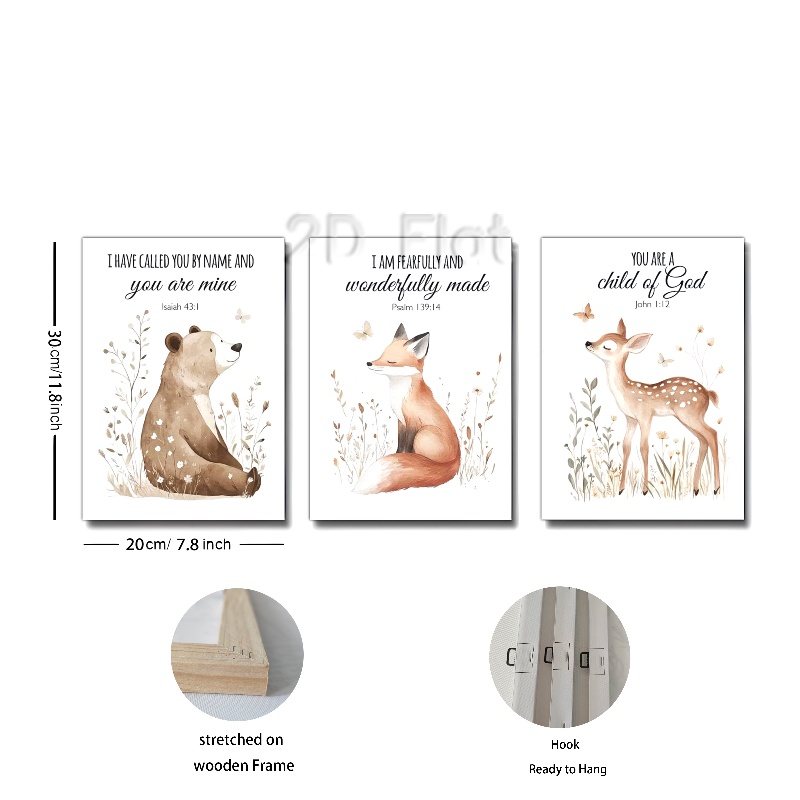 2D Flat
I HAVE CALLED YOU BY NAME AND
you are mine
Isaiah 43:1
I AM FEARFULLY AND
wonderfully made
Psalm 139:14
YOU ARE A
child of God
John 1:12
30cm/11.8inch
20cm/ 7.8 inch
stretched on
wooden Frame
Hook
Ready to Hang